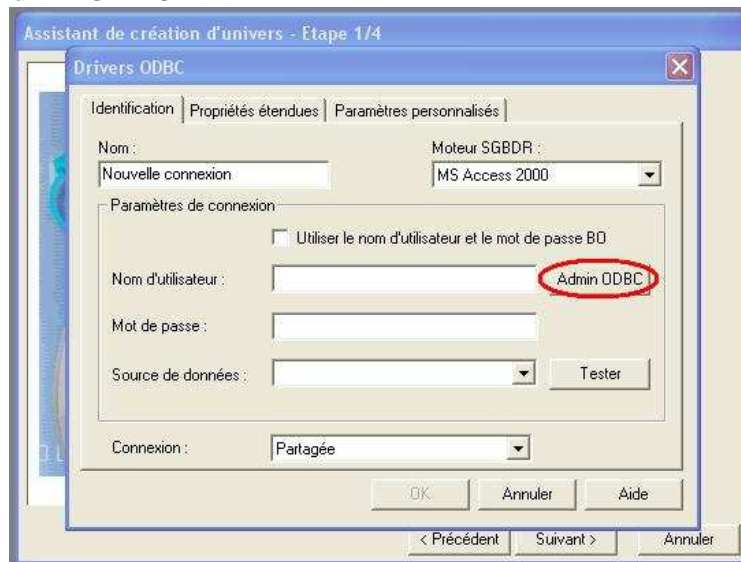 Assistant de création d'univers - Etape 1/4
Drivers ODBC
Identification Propriétés étendues Paramètres personnalisés
Nom : Moteur SGBDR :
Nouvelle connexion MS Access 2000
Paramètres de connexion
Utiliser le nom d'utilisateur et le mot de passe BO
Nom d'utilisateur : Admin ODBC
Mot de passe :
Source de données : Tester
Connexion : Partagée
OK Annuler Aide
< Précédent Suivant > Annuler